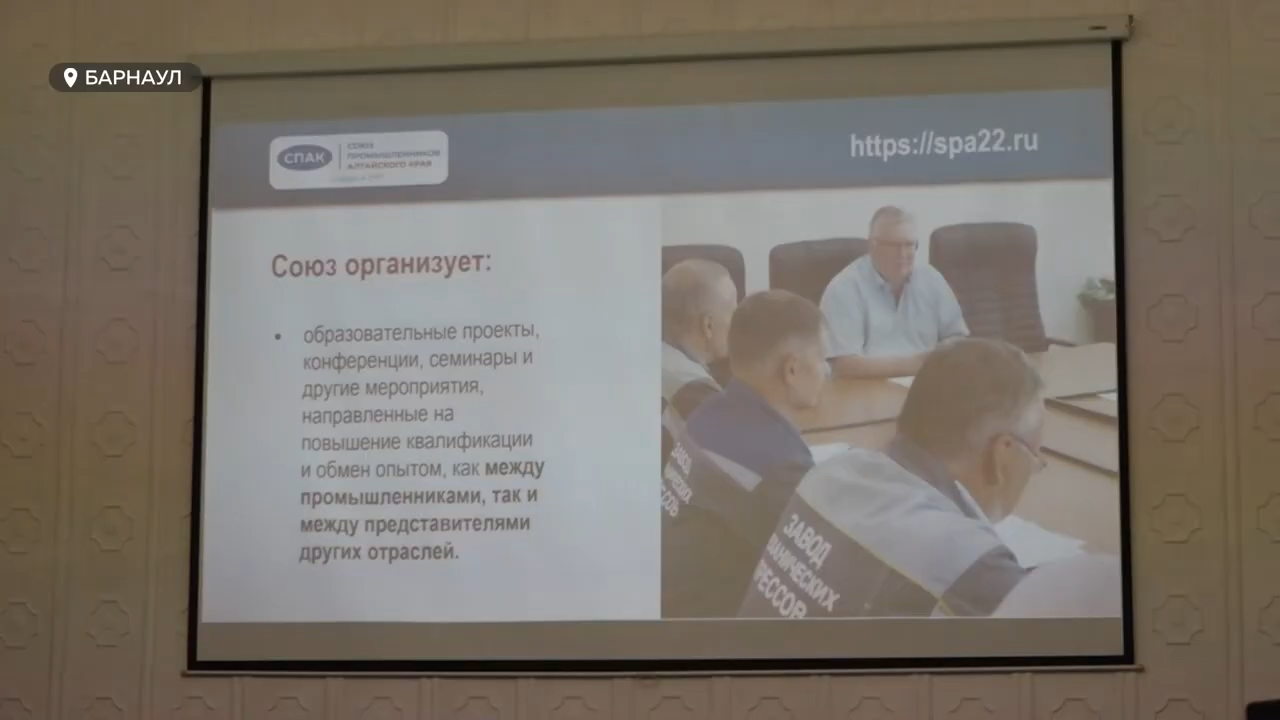 БАРНАУЛ
СПАК
СОЮЗ
ПРОМЫШЛЕННИКОВ
АЛТАЙСКОГО КРАЯ
https://spa22.ru
Союз организует:
• образовательные проекты,
конференции, семинары и
другие мероприятия,
направленные на
повышение квалификации
и обмен опытом, как между
промышленниками, так и
между представителями
других отраслей.
ЗАВОД
ЗАВОД